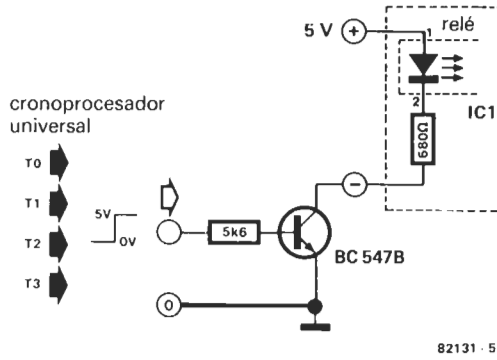 relé
5 V +
1
2
IC1
680Ω
cronoprocesador
universal
T0
T1
T2
T3
5V
0V
5k6
−
BC 547B
0
82131 - 5